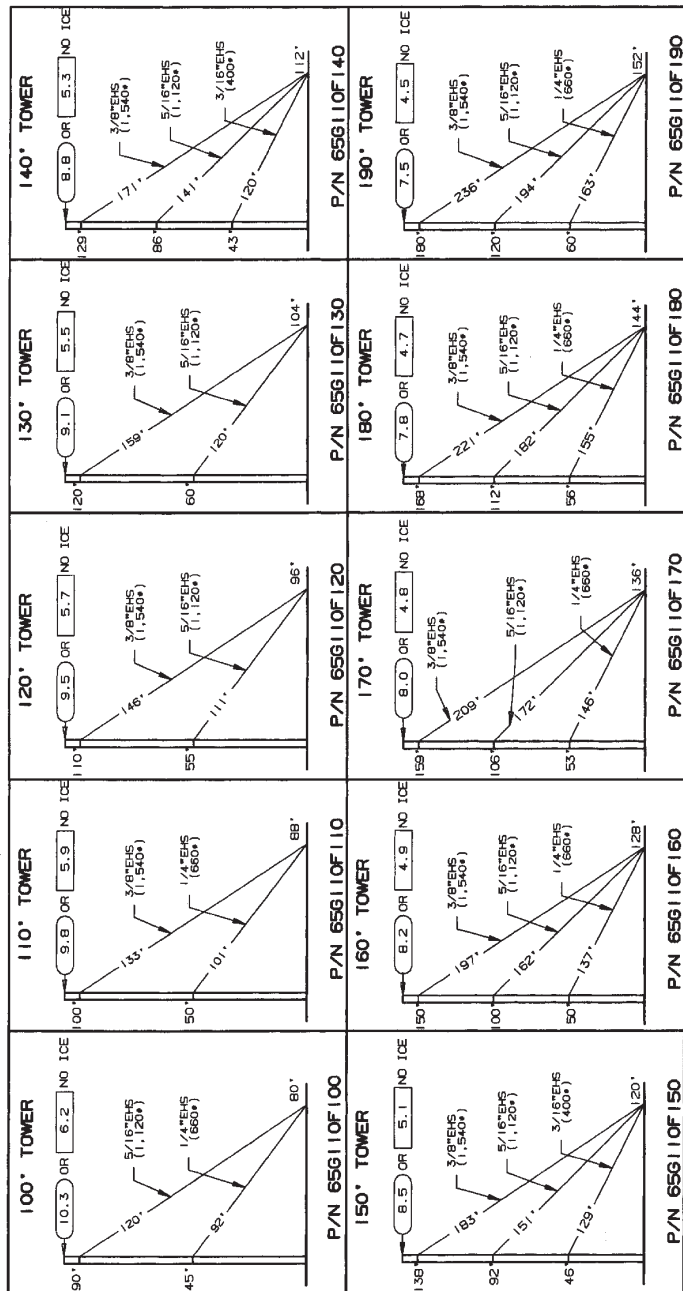 100' TOWER
10.3 OR 6.2 NO ICE
90'
45'
120'
92'
5/16"EHS
(1,120#)
1/4"EHS
(660#)
80'
P/N 65G110F100
110' TOWER
9.8 OR 5.9 NO ICE
100'
50'
133'
101'
3/8"EHS
(1,540#)
1/4"EHS
(660#)
88'
P/N 65G110F110
120' TOWER
9.5 OR 5.7 NO ICE
110'
55'
146'
111'
3/8"EHS
(1,540#)
5/16"EHS
(1,120#)
96'
P/N 65G110F120
130' TOWER
9.1 OR 5.5 NO ICE
120'
60'
159'
120'
3/8"EHS
(1,540#)
5/16"EHS
(1,120#)
104'
P/N 65G110F130
140' TOWER
8.8 OR 5.3 NO ICE
129'
86'
43'
171'
141'
120'
3/8"EHS
(1,540#)
5/16"EHS
(1,120#)
3/16"EHS
(400#)
112'
P/N 65G110F140
150' TOWER
8.5 OR 5.1 NO ICE
138'
92'
46'
183'
151'
129'
3/8"EHS
(1,540#)
5/16"EHS
(1,120#)
3/16"EHS
(400#)
120'
P/N 65G110F150
160' TOWER
8.2 OR 4.9 NO ICE
150'
100'
50'
197'
162'
137'
3/8"EHS
(1,540#)
5/16"EHS
(1,120#)
1/4"EHS
(660#)
128'
P/N 65G110F160
170' TOWER
8.0 OR 4.8 NO ICE
159'
106'
53'
209'
172'
146'
3/8"EHS
(1,540#)
5/16"EHS
(1,120#)
1/4"EHS
(660#)
136'
P/N 65G110F170
180' TOWER
7.8 OR 4.7 NO ICE
168'
112'
56'
221'
182'
155'
3/8"EHS
(1,540#)
5/16"EHS
(1,120#)
1/4"EHS
(660#)
144'
P/N 65G110F180
190' TOWER
7.5 OR 4.5 NO ICE
180'
120'
60'
236'
194'
163'
3/8"EHS
(1,540#)
5/16"EHS
(1,120#)
1/4"EHS
(660#)
152'
P/N 65G110F190